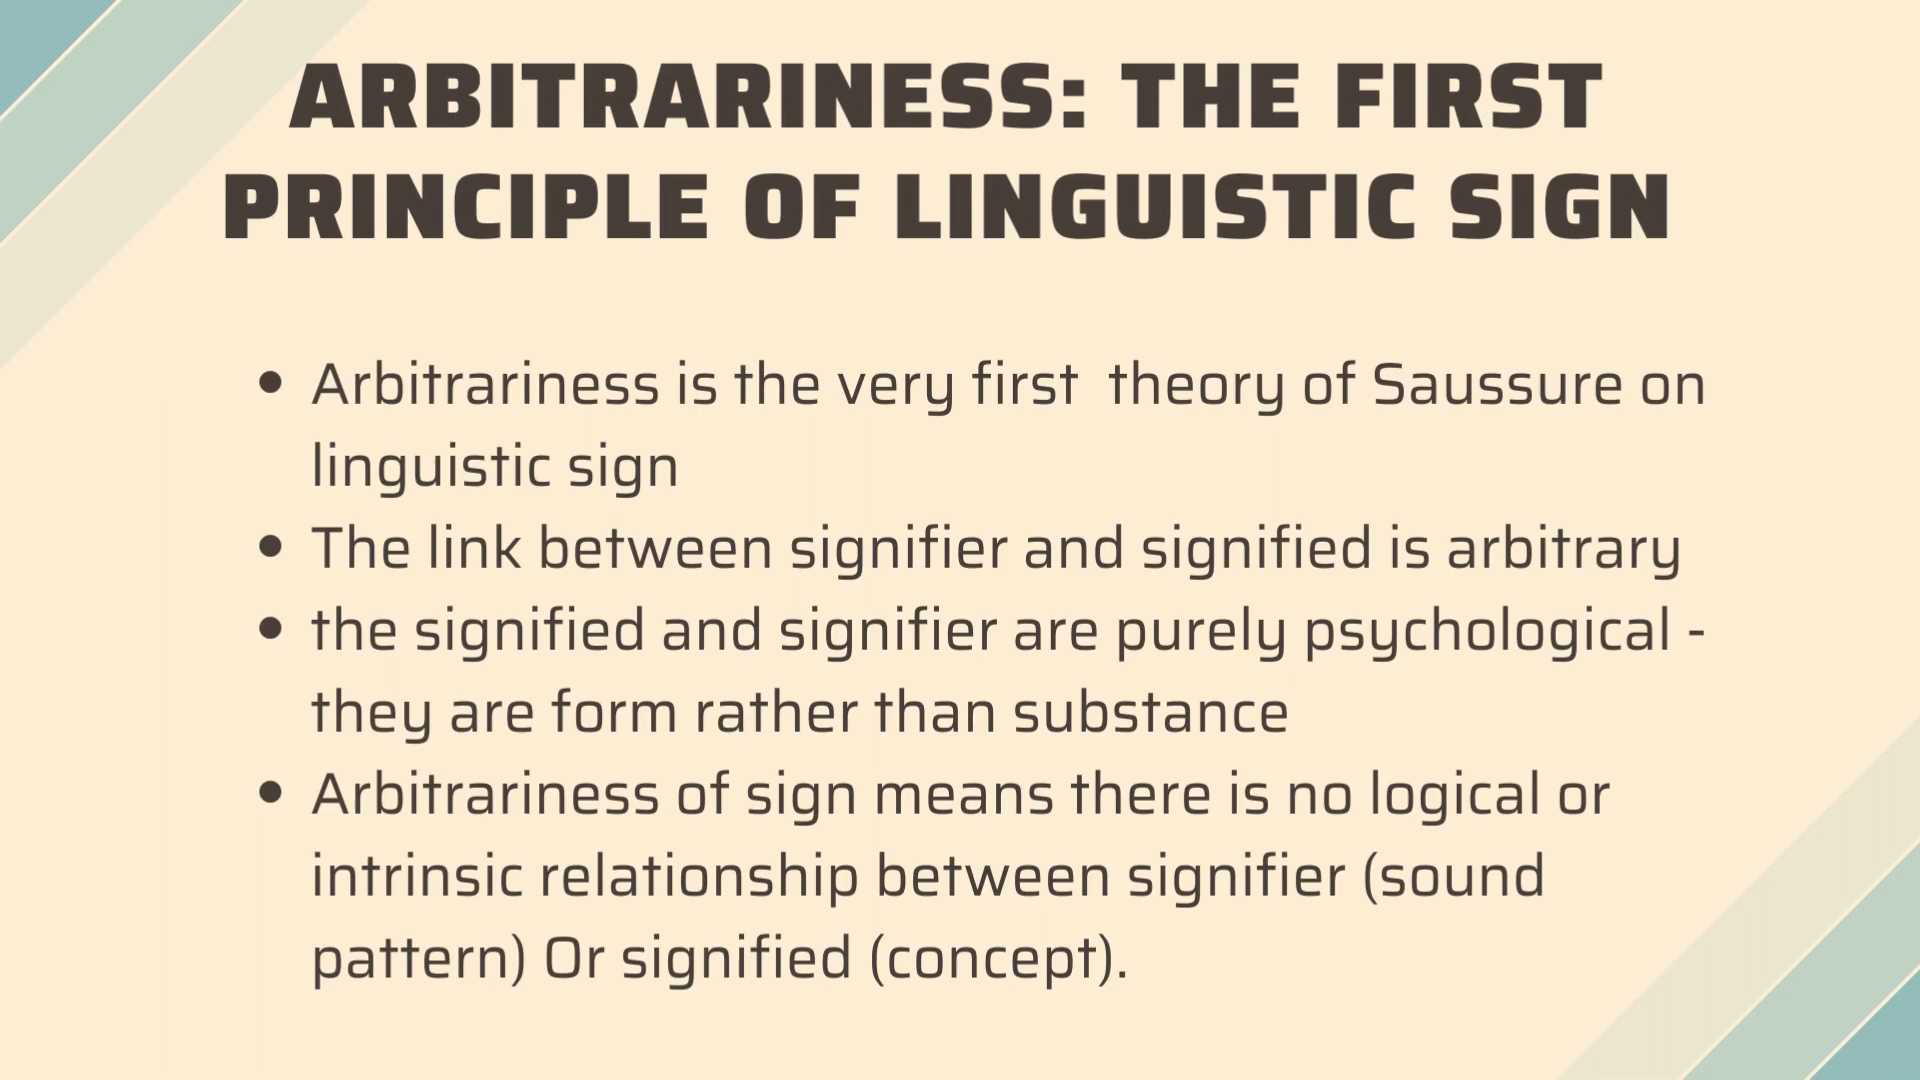 ARBITRARINESS: THE FIRST
PRINCIPLE OF LINGUISTIC SIGN
• Arbitrariness is the very first  theory of Saussure on
linguistic sign
• The link between signifier and signified is arbitrary
• the signified and signifier are purely psychological -
they are form rather than substance
• Arbitrariness of sign means there is no logical or
intrinsic relationship between signifier (sound
pattern) Or signified (concept).